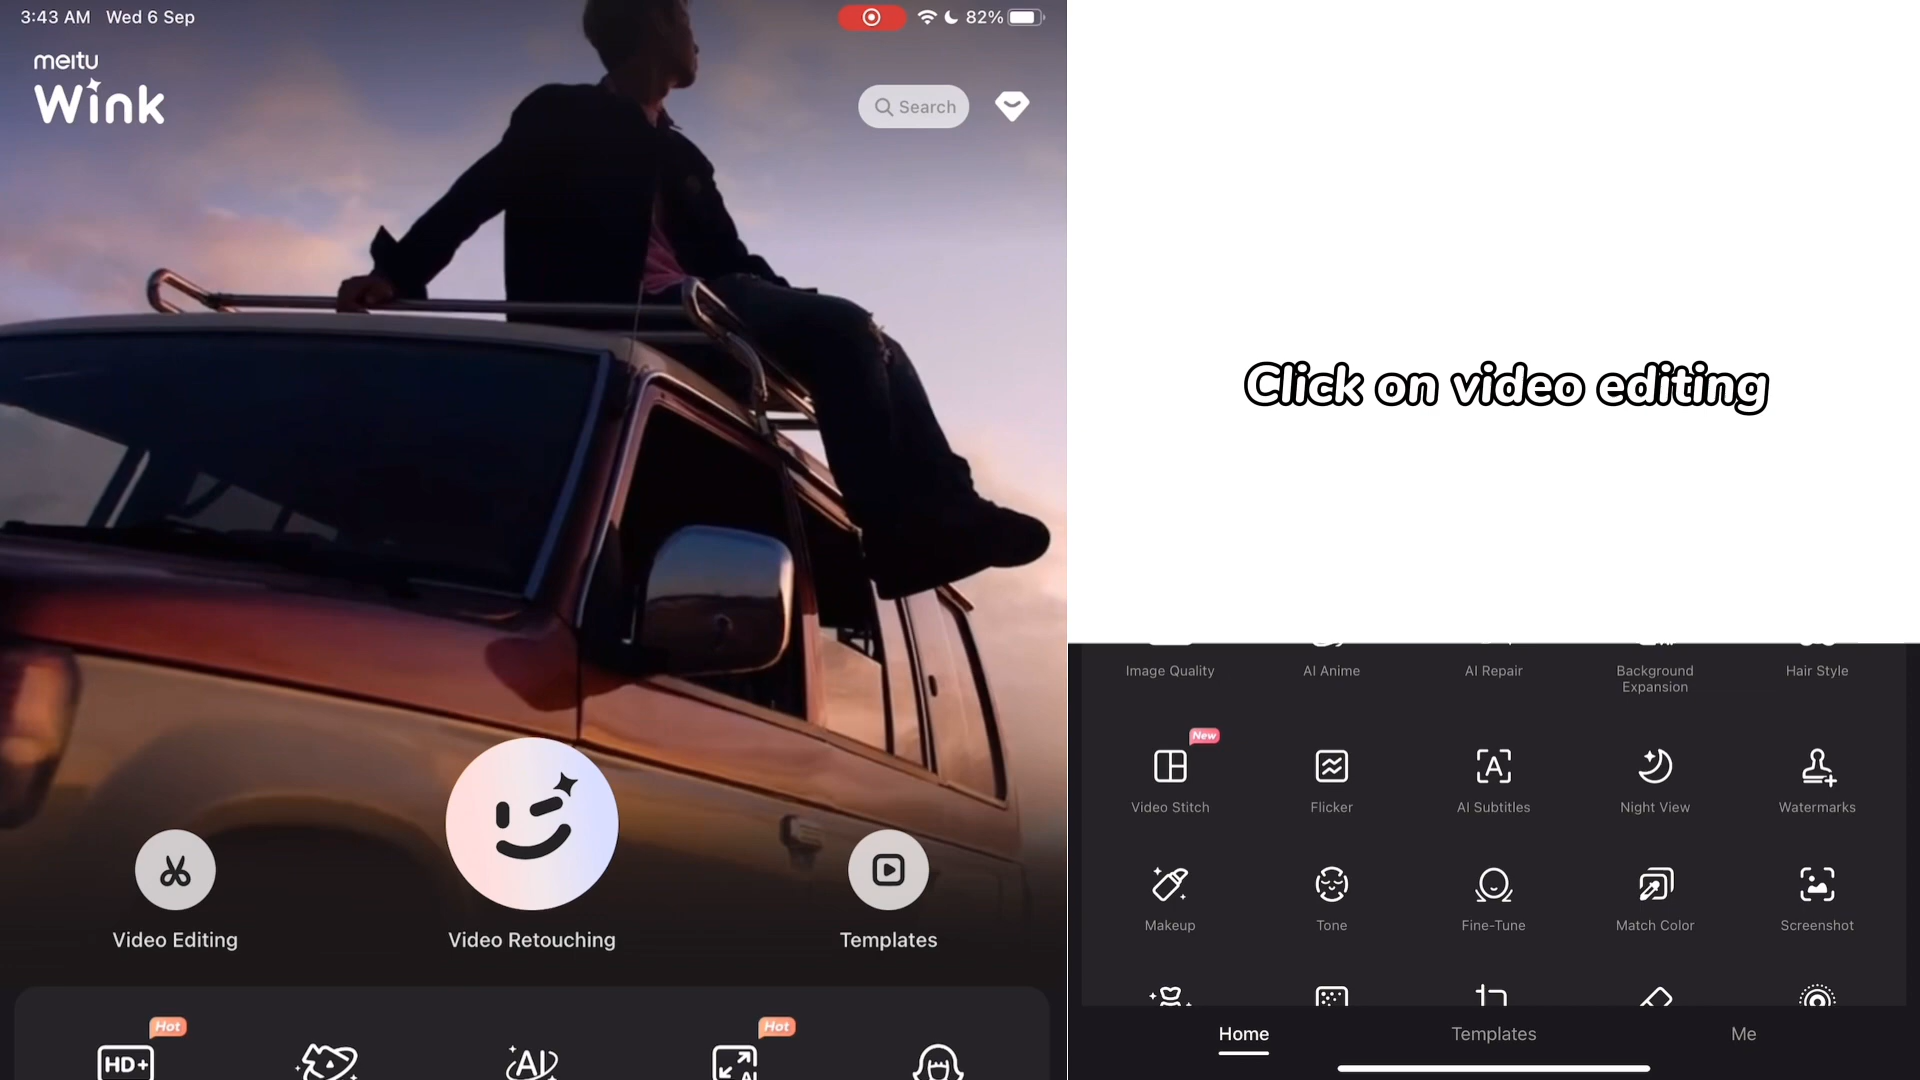 3:43 AM Wed 6 Sep
82%
meitu
Wink
Search
Click on video editing
Video Editing
Video Retouching
Templates
Hot
Hot
HD+
AI
AI
Image Quality
AI Anime
AI Repair
Background
Expansion
Hair Style
New
A
Video Stitch
Flicker
AI Subtitles
Night View
Watermarks
Makeup
Tone
Fine-Tune
Match Color
Screenshot
Home
Templates
Me